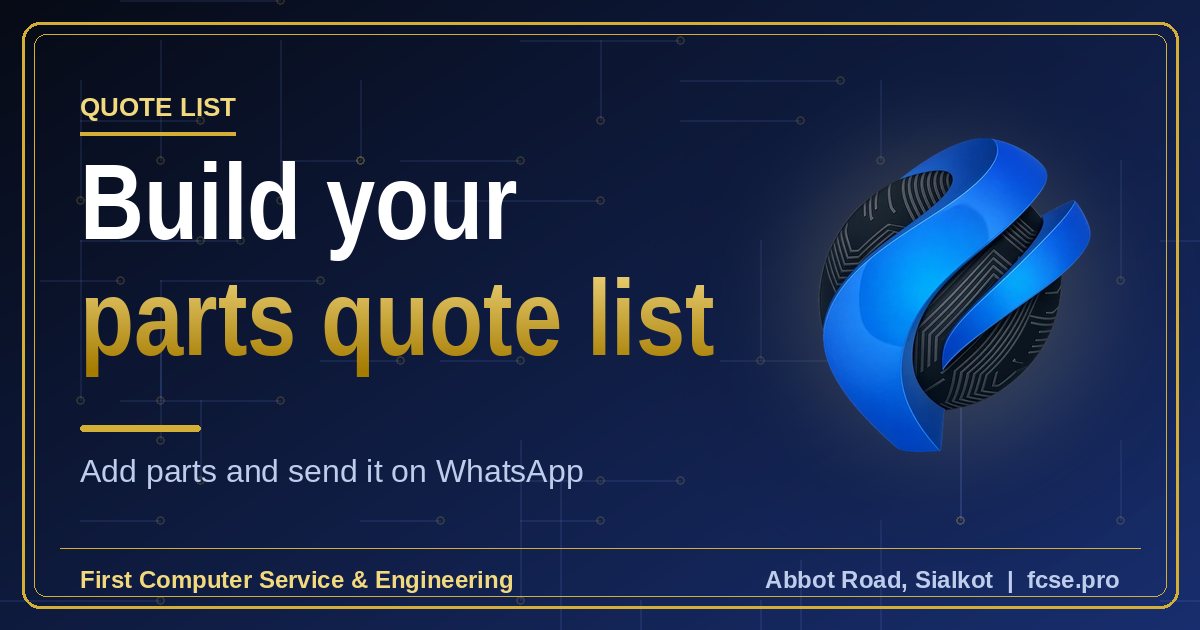 QUOTE LIST
Build your
parts quote list
Add parts and send it on WhatsApp
First Computer Service & Engineering
Abbot Road, Sialkot | fcse.pro